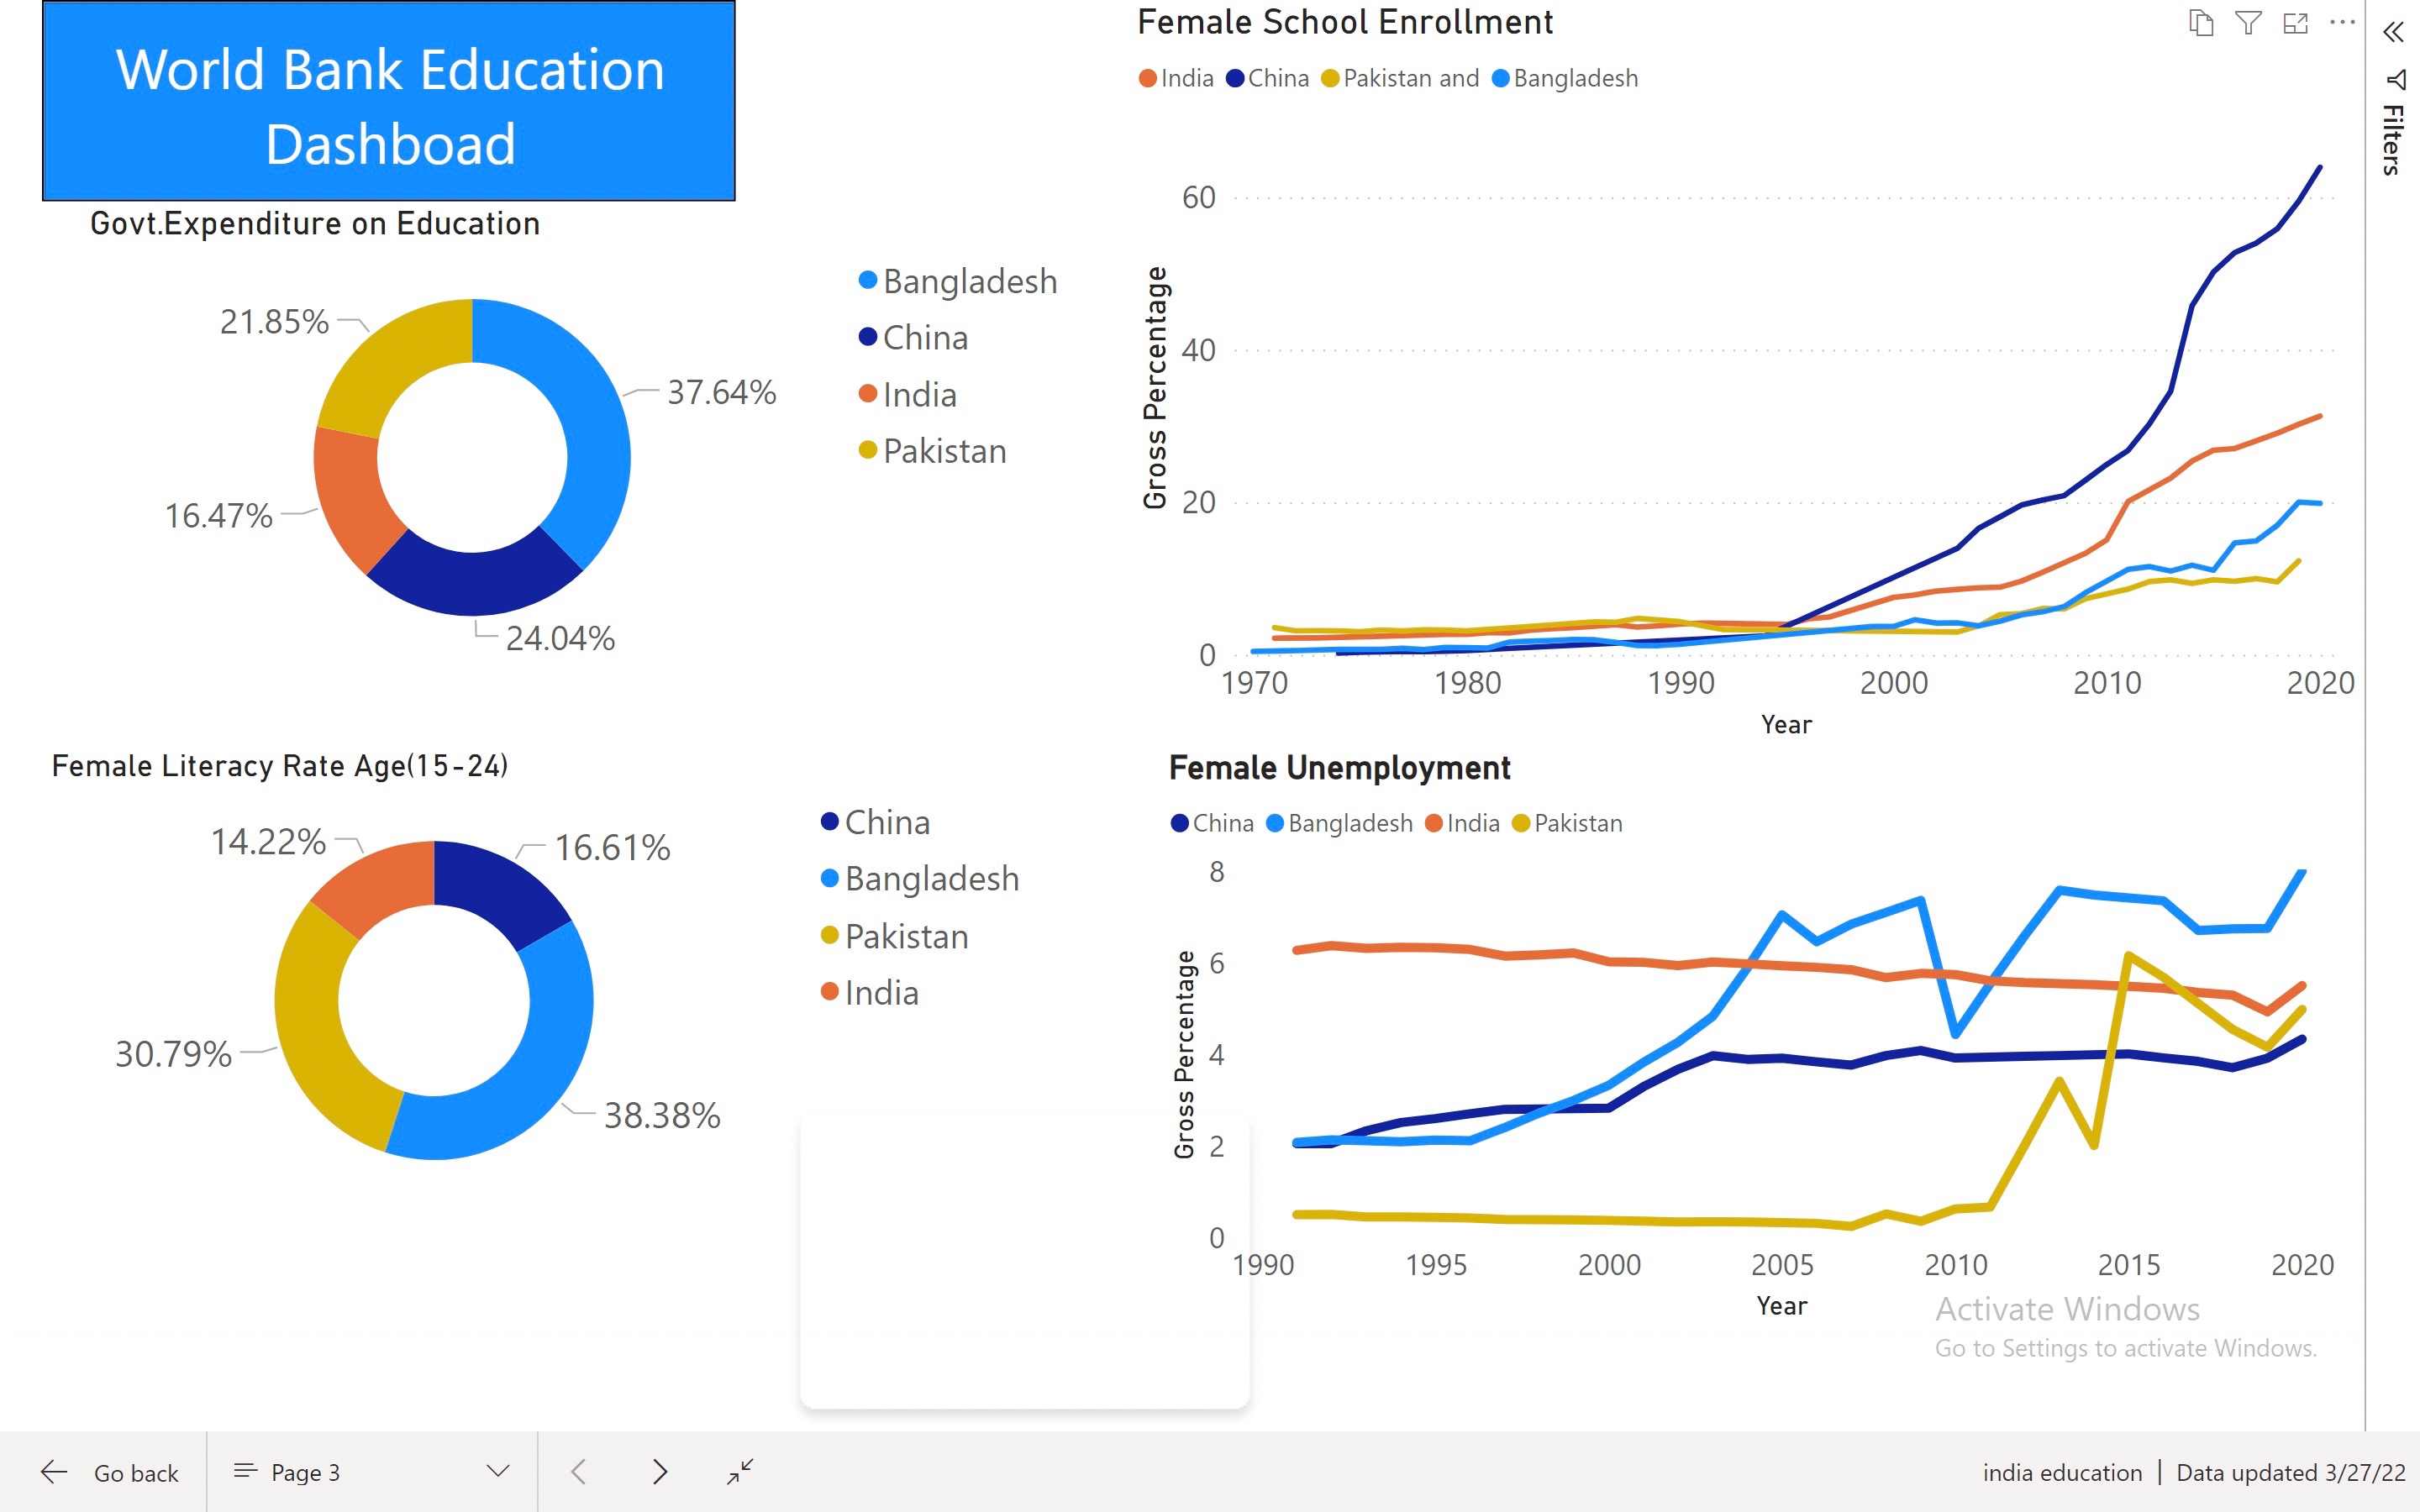 World Bank Education
Dashboad
Govt.Expenditure on Education
21.85%
37.64%
16.47%
24.04%
Bangladesh
China
India
Pakistan
Female School Enrollment
India China Pakistan and Bangladesh
Gross Percentage
60
40
20
0
1970 1980 1990 2000 2010 2020
Year
Filters
Female Literacy Rate Age(15-24)
14.22%
16.61%
30.79%
38.38%
China
Bangladesh
Pakistan
India
Female Unemployment
China Bangladesh India Pakistan
Gross Percentage
8
6
4
2
0
1990 1995 2000 2005 2010 2015 2020
Year
Activate Windows
Go to Settings to activate Windows.
Go back Page 3 india education | Data updated 3/27/22